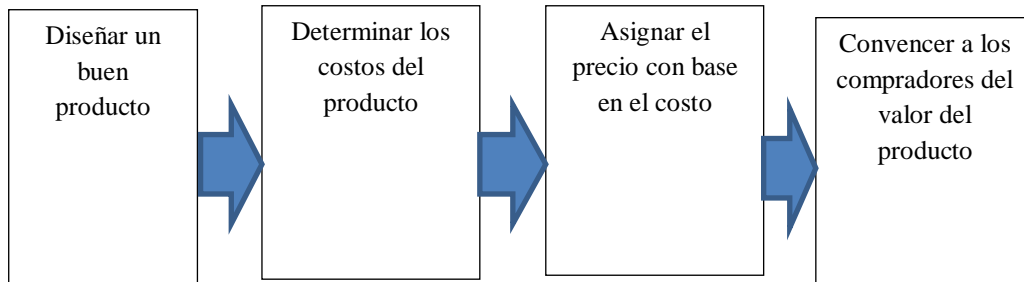 Diseñar un
buen
producto
Determinar los
costos del
producto
Asignar el
precio con base
en el costo
Convencer a los
compradores del
valor del
producto